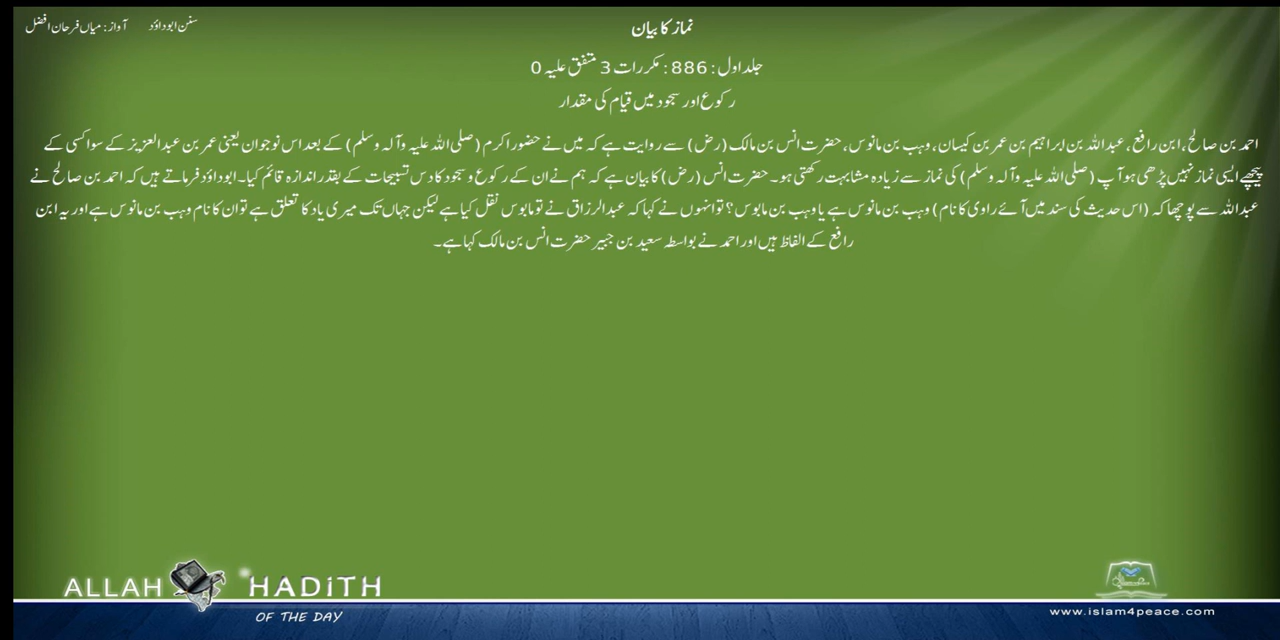 نماز کا بیان
سنن ابوداؤد
آواز: میاں فرحان افضل
جلد اول : 886 : مکررات 3 متفق علیہ 0
رکوع اور سجود میں قیام کی مقدار
احمد بن صالح، ابن رافع، عبداللہ بن ابراہیم بن عمر بن کیسان، وہب بن مانوس، حضرت انس بن مالک (رض) سے روایت ہے کہ میں نے حضور اکرم (صلی اللہ علیہ وآلہ وسلم) کے بعد اس نوجوان یعنی عمر بن عبدالعزیز کے سوا کسی کے
پیچھے ایسی نماز نہیں پڑھی ہو آپ (صلی اللہ علیہ وآلہ وسلم) کی نماز سے زیادہ مشابہت رکھتی ہو۔ حضرت انس (رض) کا بیان ہے کہ ہم نے ان کے رکوع و سجود کا دس تسبیحات کے بقدر اندازہ قائم کیا۔ ابوداؤد فرماتے ہیں کہ احمد بن صالح نے
عبداللہ سے پوچھا کہ (اس حدیث کی سند میں آئے راوی کا نام) وہب بن مانوس ہے یا وہب بن مابوس؟ تو انہوں نے کہا کہ عبدالرزاق نے تو مابوس نقل کیا ہے لیکن جہاں تک میری یاد کا تعلق ہے تو ان کا نام وہب بن مانوس ہے اور یہ ابن
رافع کے الفاظ ہیں اور احمد نے بواسطہ سعید بن جبیر حضرت انس بن مالک کہا ہے۔
ALLAH HADITH
OF THE DAY
www.islam4peace.com